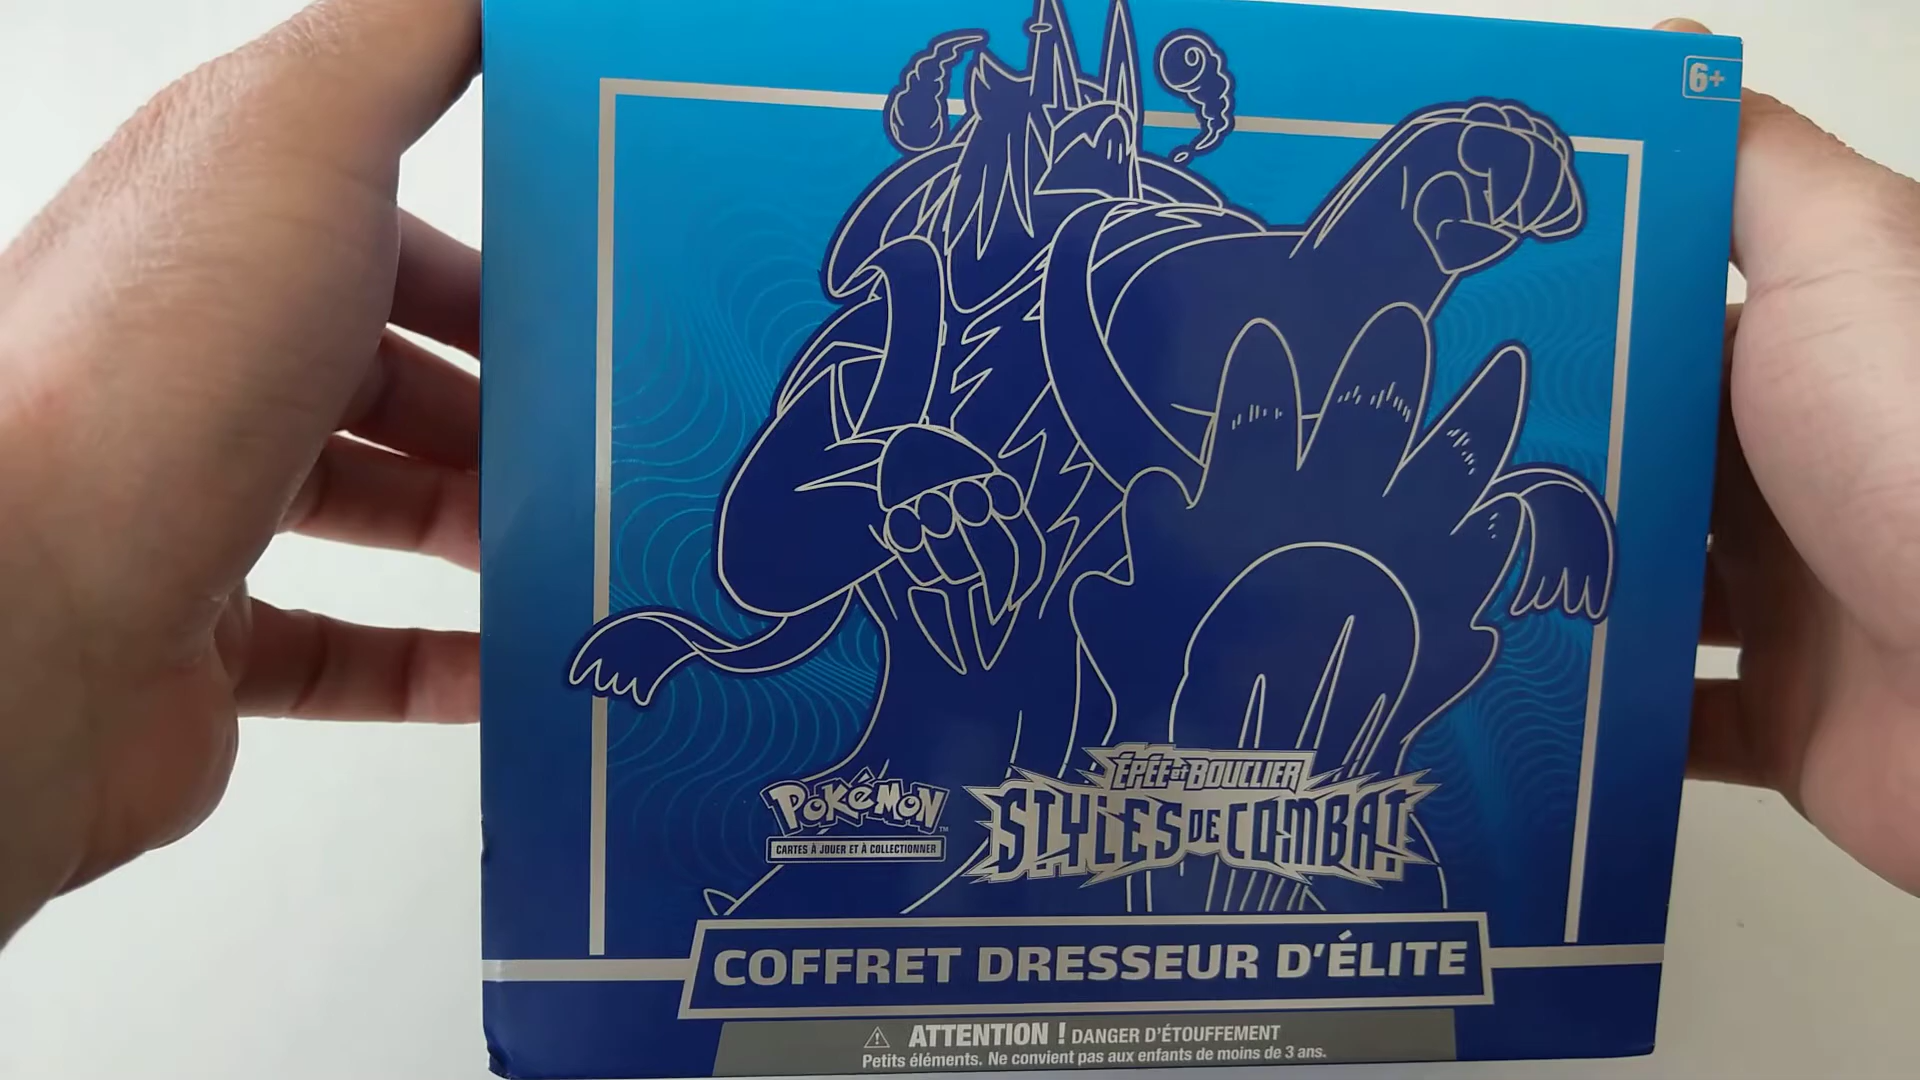 6+
ÉPÉE et BOUCLIER
POKéMON™
STYLES DE COMBAT
CARTES À JOUER ET À COLLECTIONNER
COFFRET DRESSEUR D'ÉLITE
ATTENTION ! DANGER D'ÉTOUFFEMENT
Petits éléments. Ne convient pas aux enfants de moins de 3 ans.